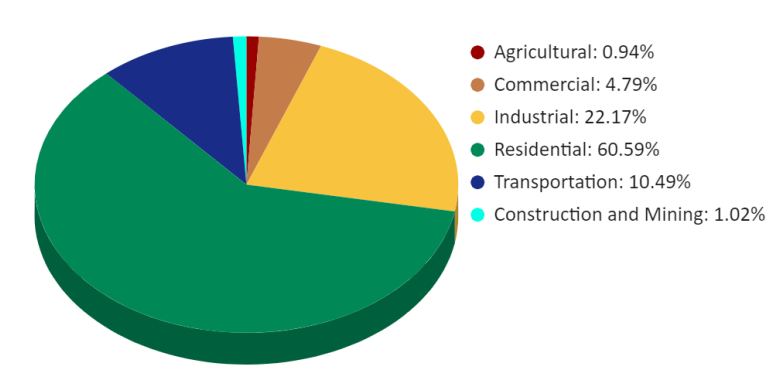 Agricultural: 0.94%
Commercial: 4.79%
Industrial: 22.17%
Residential: 60.59%
Transportation: 10.49%
Construction and Mining: 1.02%